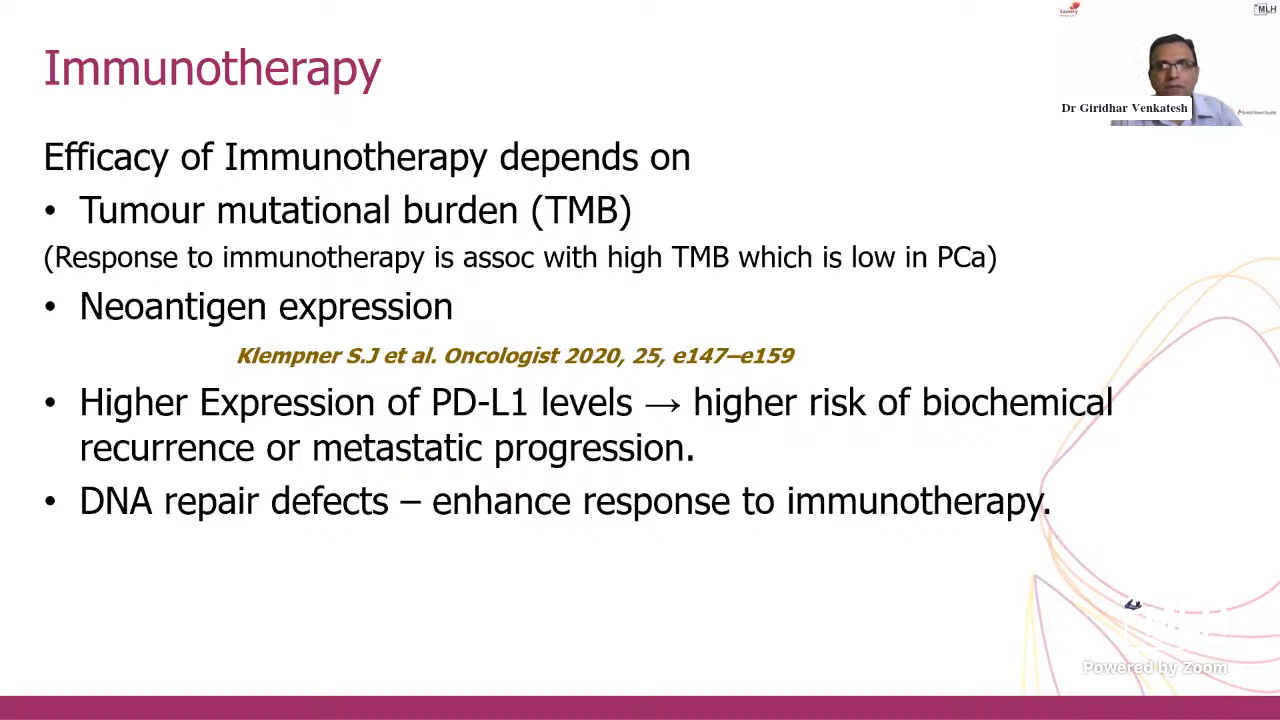 MLH
Immunotherapy
Dr Giridhar Venkatesh
Efficacy of Immunotherapy depends on
• Tumour mutational burden (TMB)
(Response to immunotherapy is assoc with high TMB which is low in PCa)
• Neoantigen expression
Klempner S.J et al. Oncologist 2020, 25, e147–e159
• Higher Expression of PD-L1 levels → higher risk of biochemical
recurrence or metastatic progression.
• DNA repair defects – enhance response to immunotherapy.
Powered by Zoom